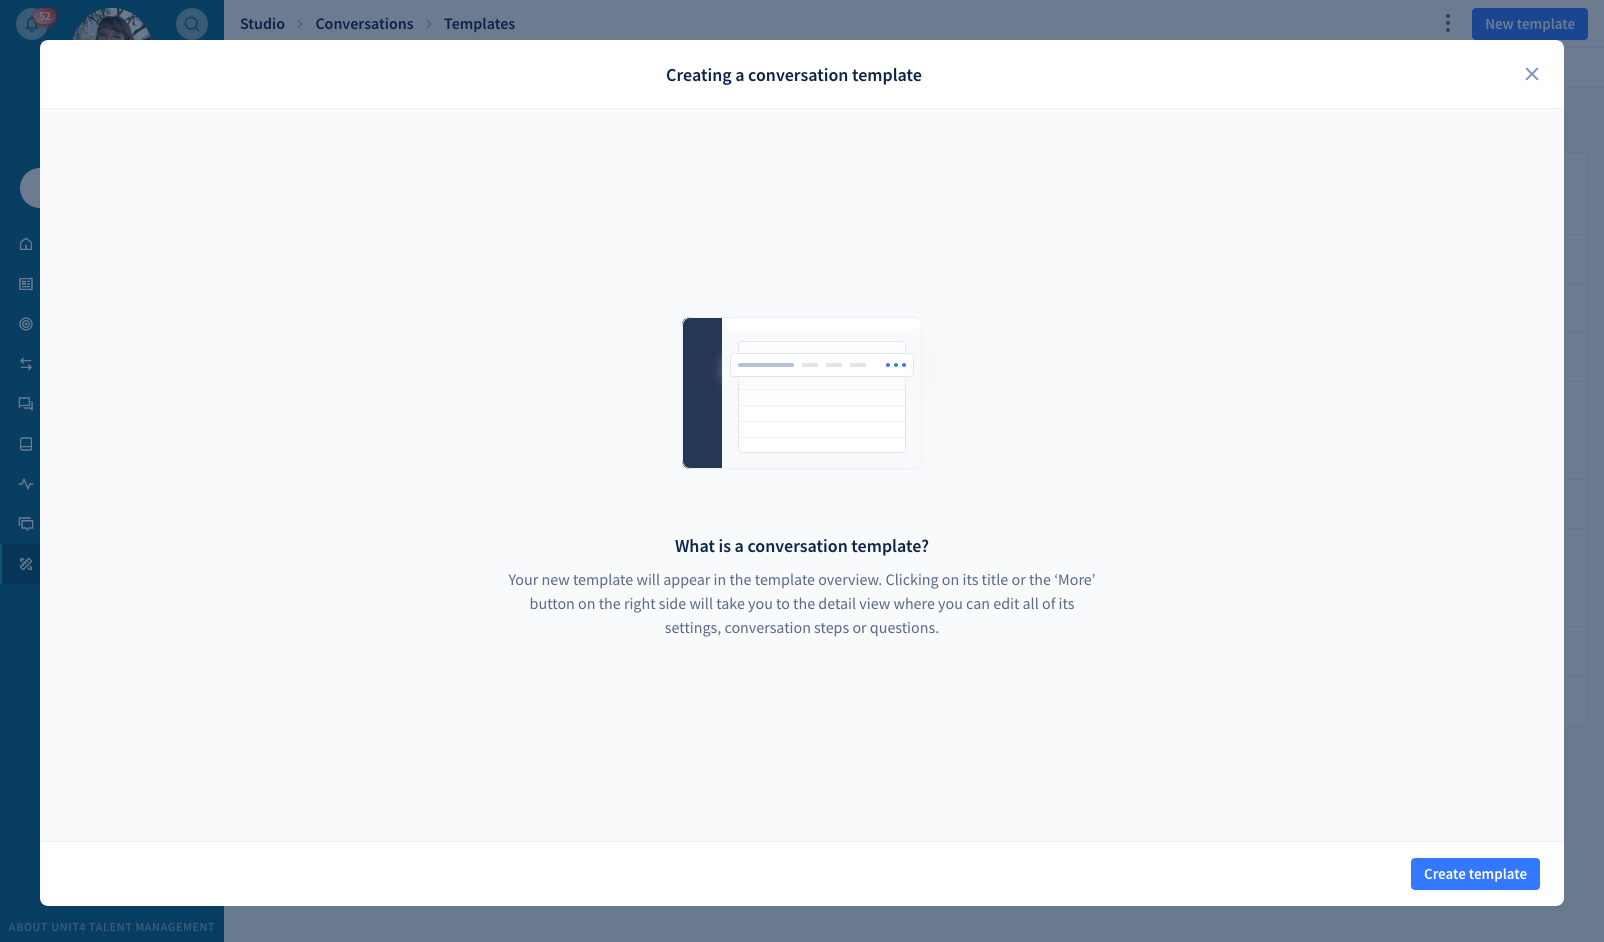 52
Studio > Conversations > Templates
New template
Creating a conversation template
What is a conversation template?
Your new template will appear in the template overview. Clicking on its title or the ‘More’
button on the right side will take you to the detail view where you can edit all of its
settings, conversation steps or questions.
Create template
ABOUT UNIT4 TALENT MANAGEMENT